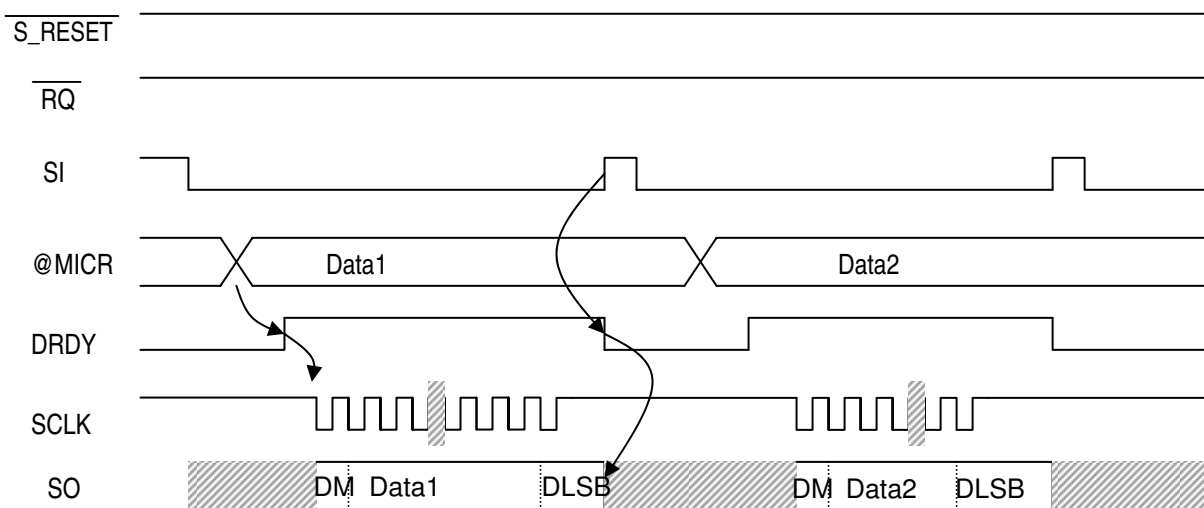 S_RESET
RQ
SI
@MICR Data1 Data2
DRDY
SCLK
SO DM Data1 DLSB DM Data2 DLSB